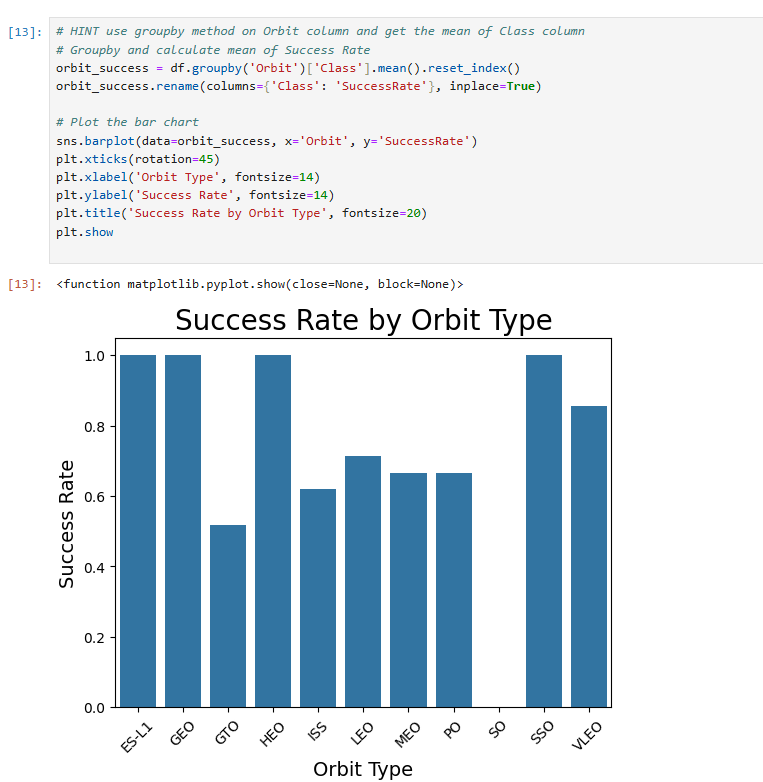 [13]: # HINT use groupby method on Orbit column and get the mean of Class column
# Groupby and calculate mean of Success Rate
orbit_success = df.groupby('Orbit')['Class'].mean().reset_index()
orbit_success.rename(columns={'Class': 'SuccessRate'}, inplace=True)
# Plot the bar chart
sns.barplot(data=orbit_success, x='Orbit', y='SuccessRate')
plt.xticks(rotation=45)
plt.xlabel('Orbit Type', fontsize=14)
plt.ylabel('Success Rate', fontsize=14)
plt.title('Success Rate by Orbit Type', fontsize=20)
plt.show
[13]: <function matplotlib.pyplot.show(close=None, block=None)>
Success Rate by Orbit Type
1.0
0.8
0.6
0.4
0.2
0.0
Success Rate
ES-L1 GEO GTO HEO ISS LEO MEO PO SO SSO VLEO
Orbit Type